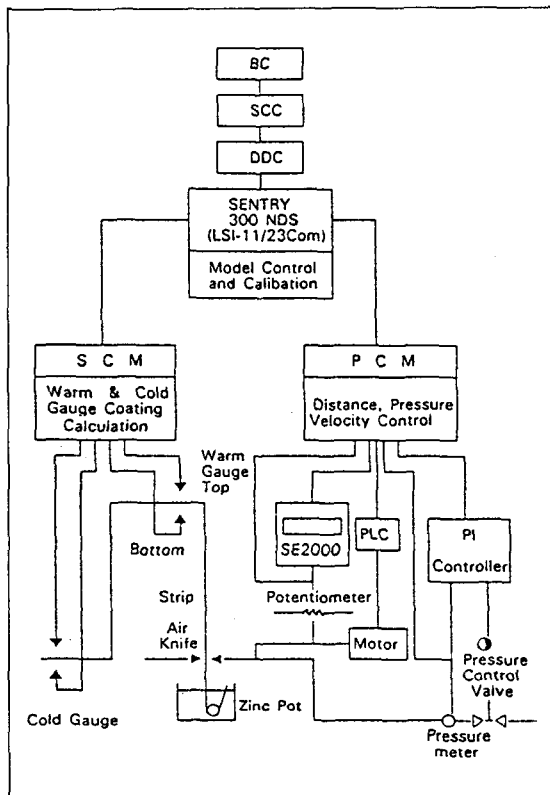 BC
SCC
DDC
SENTRY
300 NDS
(LSI-11/23Com)
Model Control
and Calibation
S C M
Warm & Cold
Gauge Coating
Calculation
P C M
Distance, Pressure
Velocity Control
Warm
Gauge
Top
Bottom
SE2000
PLC
PI
Controller
Strip
Potentiometer
Air
Knife
Motor
Pressure
Control
Valve
Cold Gauge
Zinc Pot
Pressure
meter